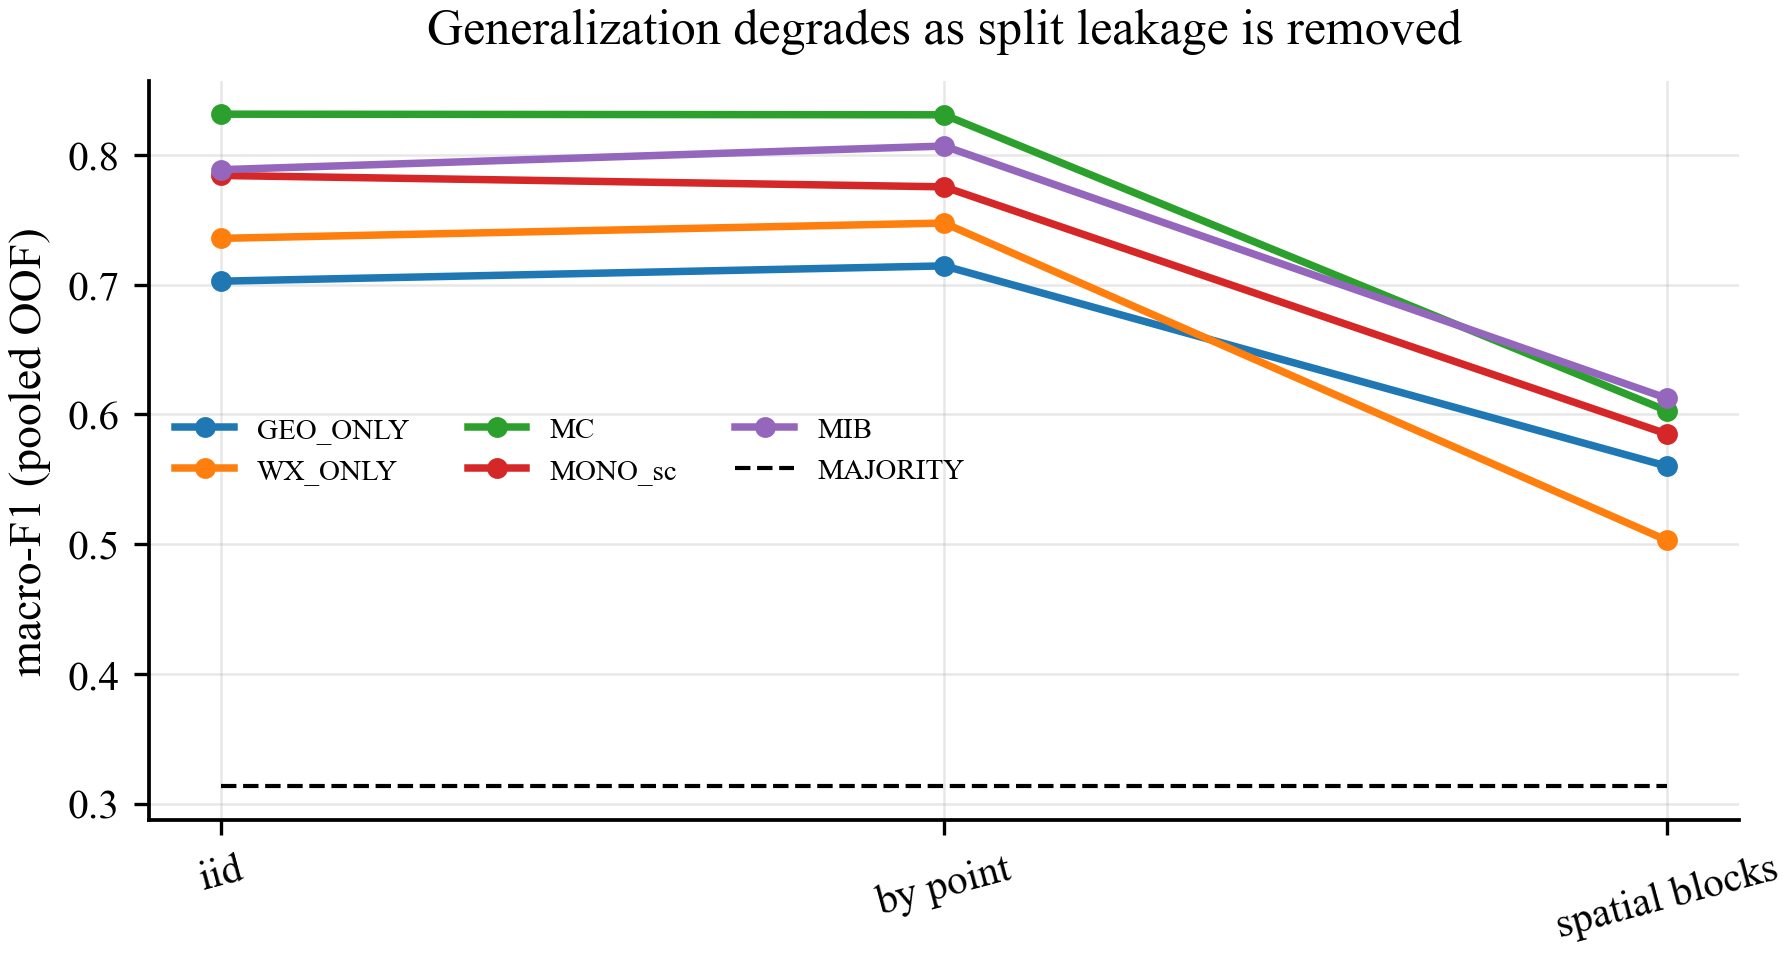 Generalization degrades as split leakage is removed
macro-F1 (pooled OOF)
0.8
0.7
0.6
0.5
0.4
0.3
GEO_ONLY
WX_ONLY
MC
MONO_sc
MIB
MAJORITY
iid
by point
spatial blocks